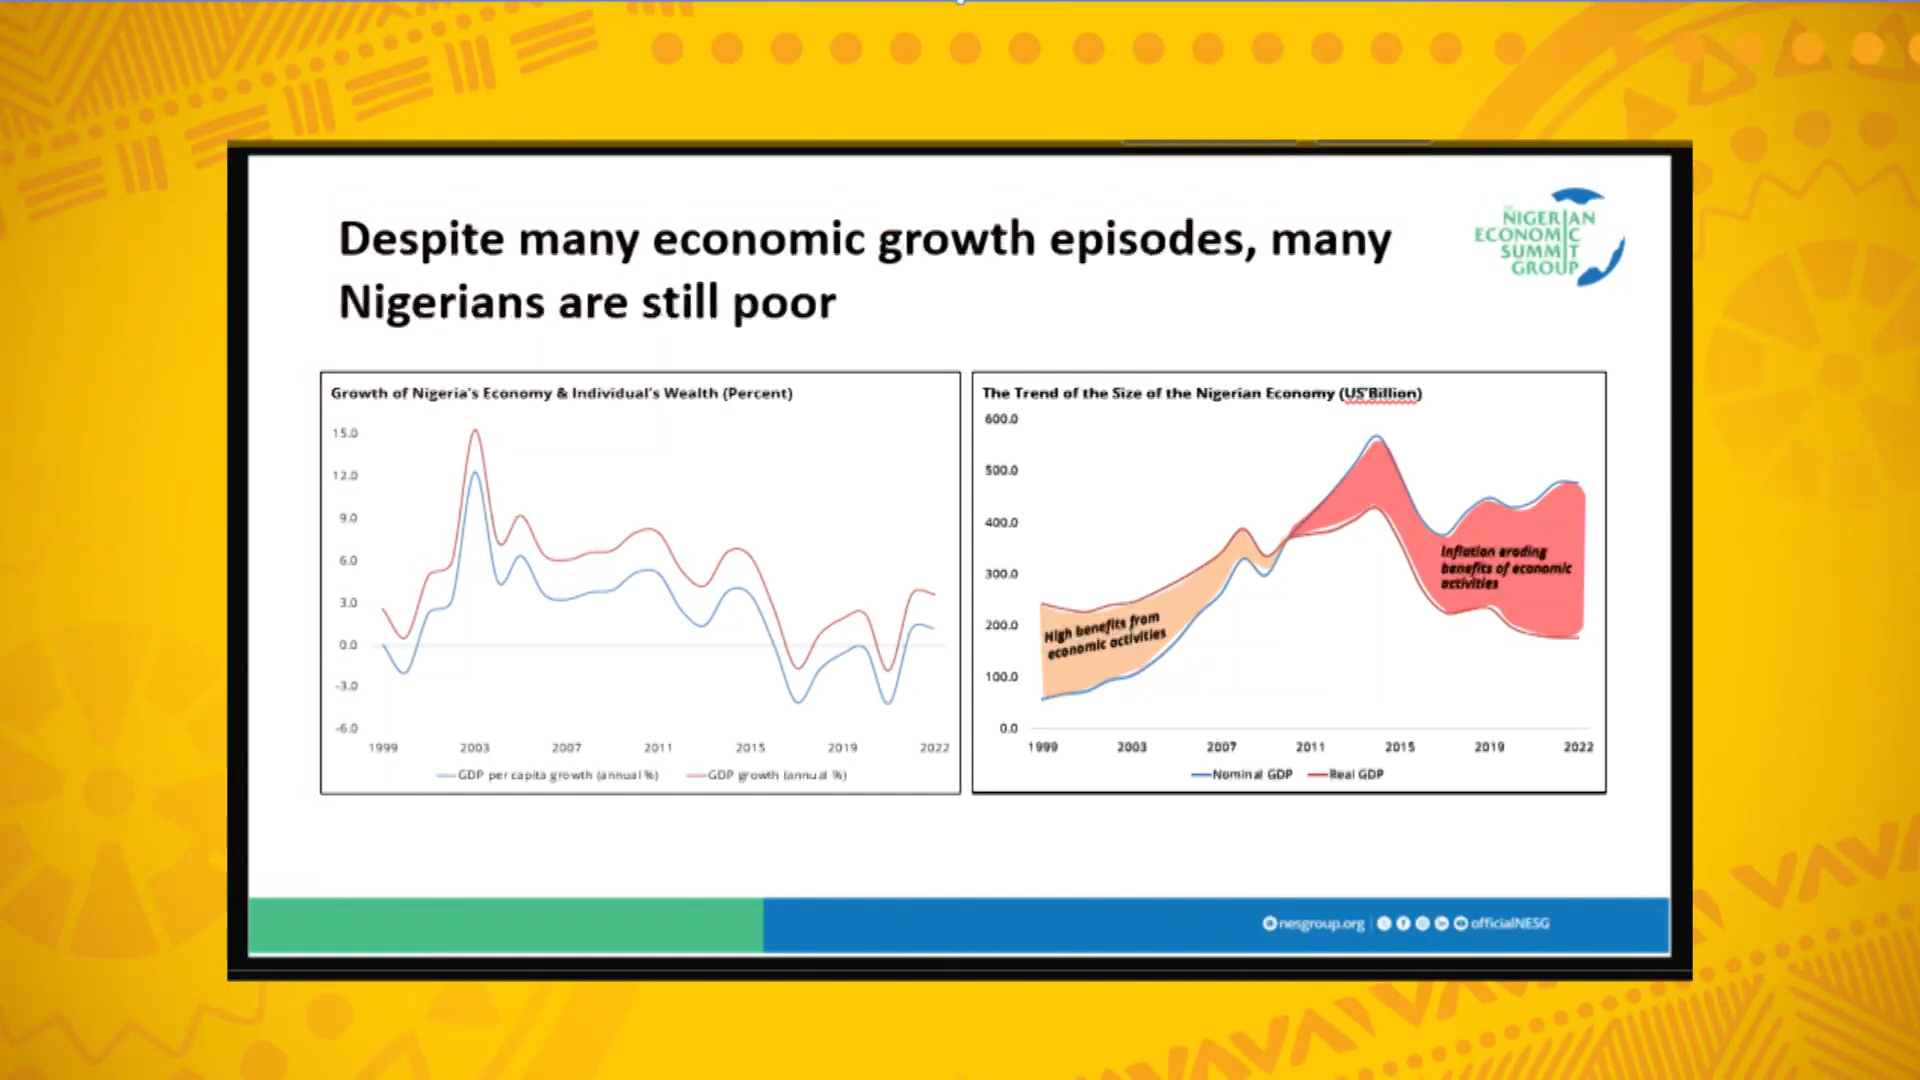 Despite many economic growth episodes, many
Nigerians are still poor
NIGERIAN
ECONOMIC
SUMMIT
GROUP
Growth of Nigeria's Economy & Individual's Wealth (Percent)
15.0
12.0
9.0
6.0
3.0
0.0
-3.0
-6.0
1999 2003 2007 2011 2015 2019 2022
GDP per capita growth (annual %) GDP growth (annual %)
The Trend of the Size of the Nigerian Economy (US'Billion)
600.0
500.0
400.0
300.0
200.0
100.0
0.0
High benefits from
economic activities
Inflation eroding
benefits of economic
activities
1999 2003 2007 2011 2015 2019 2022
Nominal GDP Real GDP
nesgroup.org | officialNESG